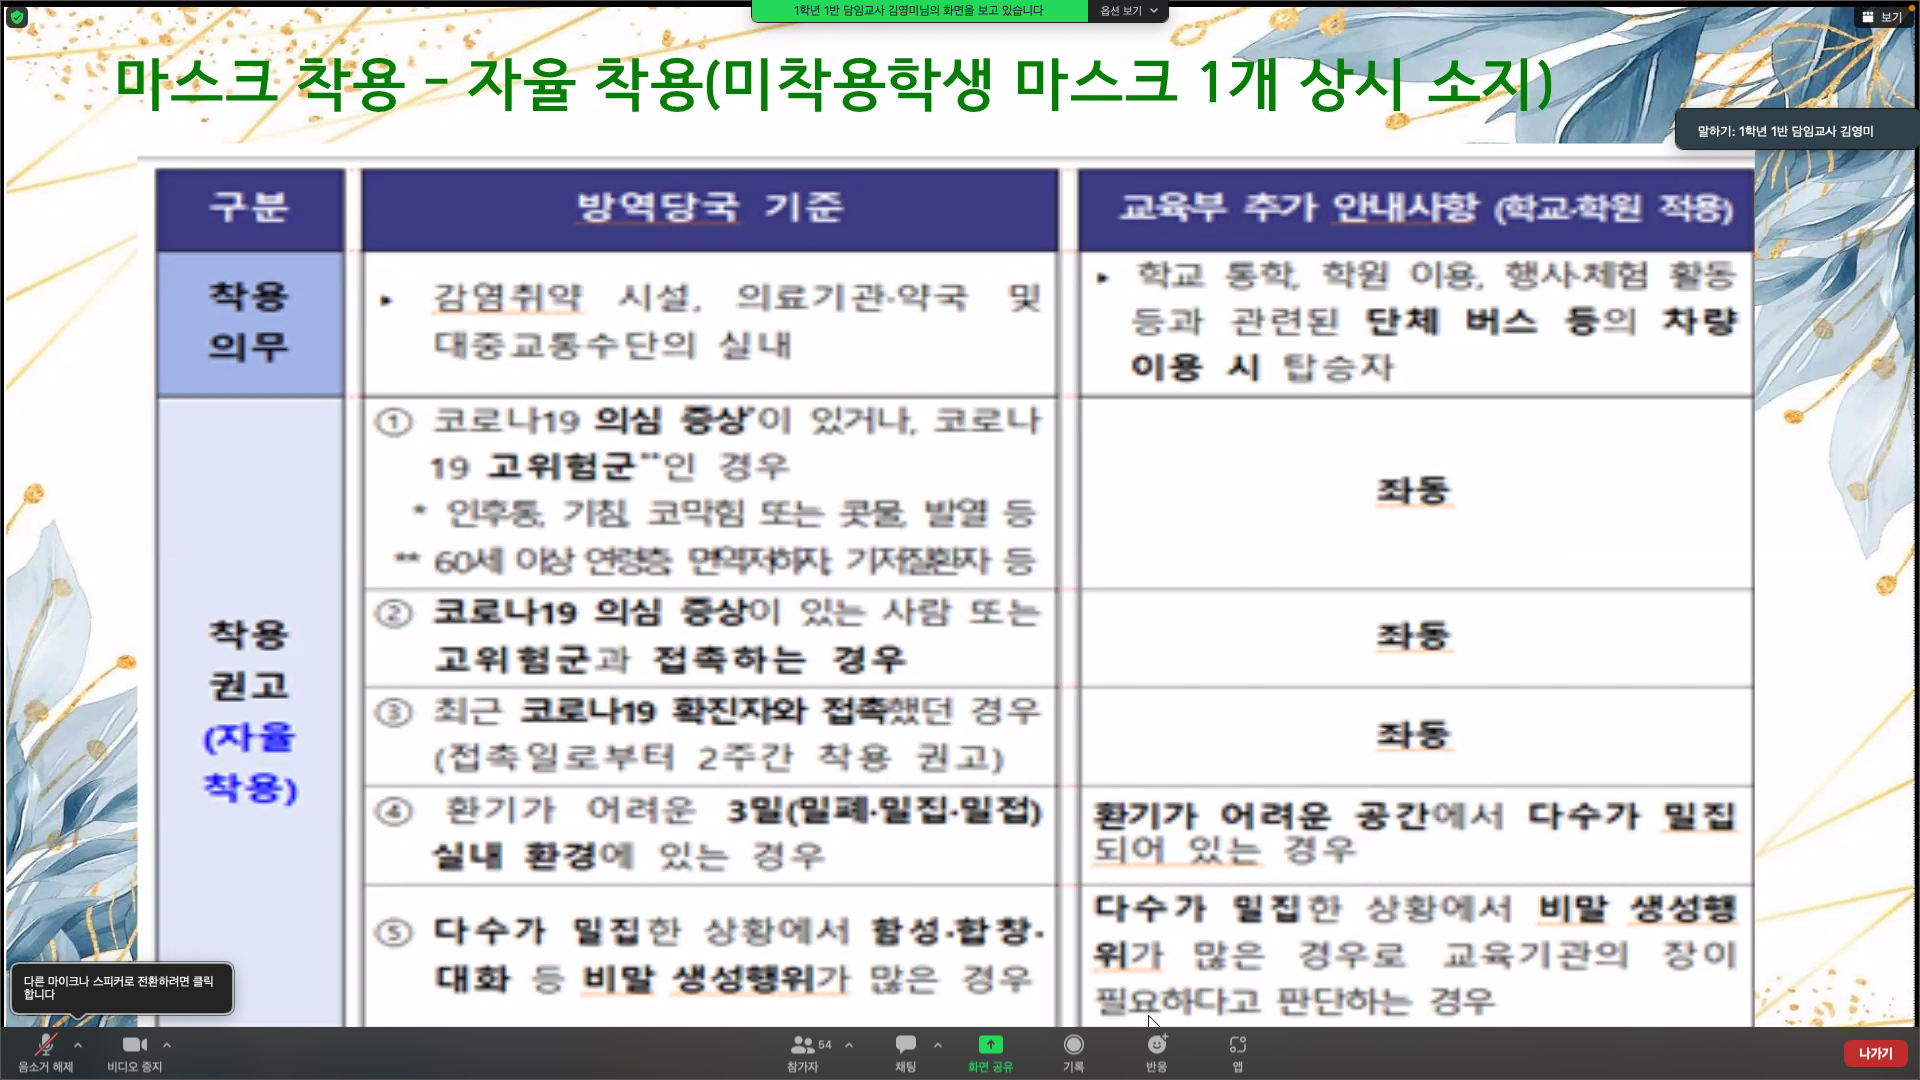 1학년 1반 담임교사 김영미님의 화면을 보고 있습니다
옵션 보기
보기
마스크 착용 - 자율 착용(미착용학생 마스크 1개 상시 소지)
말하기: 1학년 1반 담임교사 김영미
구분
방역당국 기준
교육부 추가 안내사항 (학교·학원 적용)
착용
의무
▸ 감염취약 시설, 의료기관·약국 및
대중교통수단의 실내
▸ 학교 통학, 학원 이용, 행사·체험 활동
등과 관련된 단체 버스 등의 차량
이용 시 탑승자
착용
권고
(자율
착용)
① 코로나19 의심 증상*이 있거나, 코로나
19 고위험군**인 경우
* 인후통, 기침, 코막힘 또는 콧물, 발열 등
** 60세 이상 연령층, 면역저하자, 기저질환자 등
좌동
② 코로나19 의심 증상이 있는 사람 또는
고위험군과 접촉하는 경우
좌동
③ 최근 코로나19 확진자와 접촉했던 경우
(접촉일로부터 2주간 착용 권고)
좌동
④ 환기가 어려운 3밀(밀폐·밀집·밀접)
실내 환경에 있는 경우
환기가 어려운 공간에서 다수가 밀집
되어 있는 경우
⑤ 다수가 밀집한 상황에서 함성·합창·
대화 등 비말 생성행위가 많은 경우
다수가 밀집한 상황에서 비말 생성행
위가 많은 경우로 교육기관의 장이
필요하다고 판단하는 경우
다른 마이크나 스피커로 전환하려면 클릭
합니다
음소거 해제
비디오 중지
54
참가자
채팅
화면 공유
기록
반응
앱
나가기